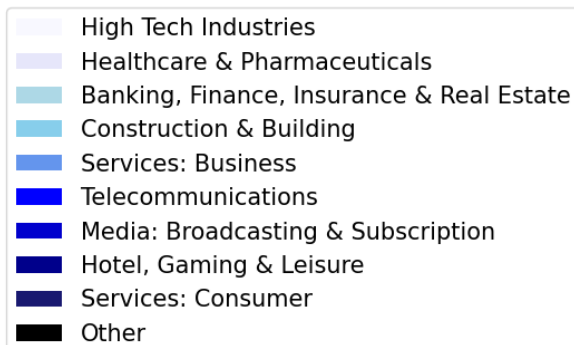 High Tech Industries
Healthcare & Pharmaceuticals
Banking, Finance, Insurance & Real Estate
Construction & Building
Services: Business
Telecommunications
Media: Broadcasting & Subscription
Hotel, Gaming & Leisure
Services: Consumer
Other